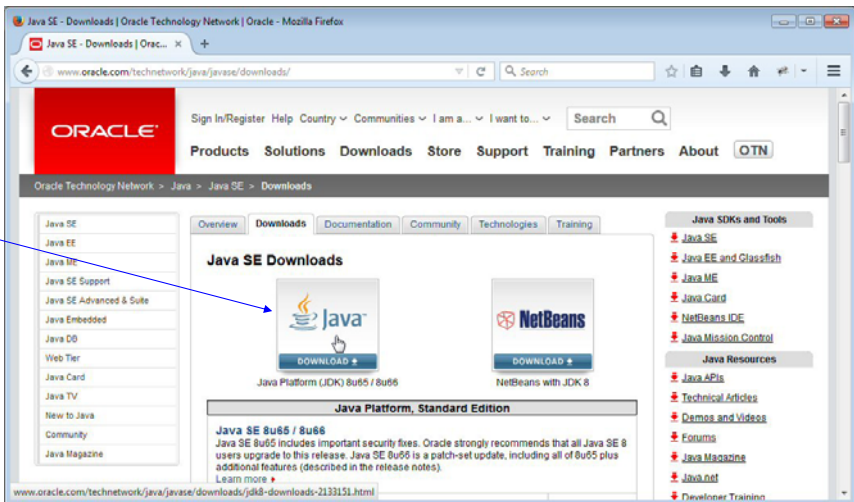 Java SE - Downloads | Oracle Technology Network | Oracle - Mozilla Firefox
Java SE - Downloads | Orac... × +
www.oracle.com/technetwork/java/javase/downloads/
Search
ORACLE
Sign In/Register Help Country Communities I am a... I want to... Search
Products Solutions Downloads Store Support Training Partners About OTN
Oracle Technology Network > Java > Java SE > Downloads
Java SE
Java EE
Java ME
Java SE Support
Java SE Advanced & Suite
Java Embedded
Java DB
Web Tier
Java Card
Java TV
New to Java
Community
Java Magazine
Overview Downloads Documentation Community Technologies Training
Java SE Downloads
Java
DOWNLOAD
Java Platform (JDK) 8u65 / 8u66
NetBeans
DOWNLOAD
NetBeans with JDK 8
Java Platform, Standard Edition
Java SE 8u65 / 8u66
Java SE 8u65 includes important security fixes. Oracle strongly recommends that all Java SE 8
users upgrade to this release. Java SE 8u66 is a patch-set update, including all of 8u65 plus
additional features (described in the release notes).
Learn more
Java SDKs and Tools
Java SE
Java EE and Glassfish
Java ME
Java Card
NetBeans IDE
Java Mission Control
Java Resources
Java APIs
Technical Articles
Demos and Videos
Forums
Java Magazine
Java.net
Developer Training
www.oracle.com/technetwork/java/javase/downloads/jdk8-downloads-2133151.html